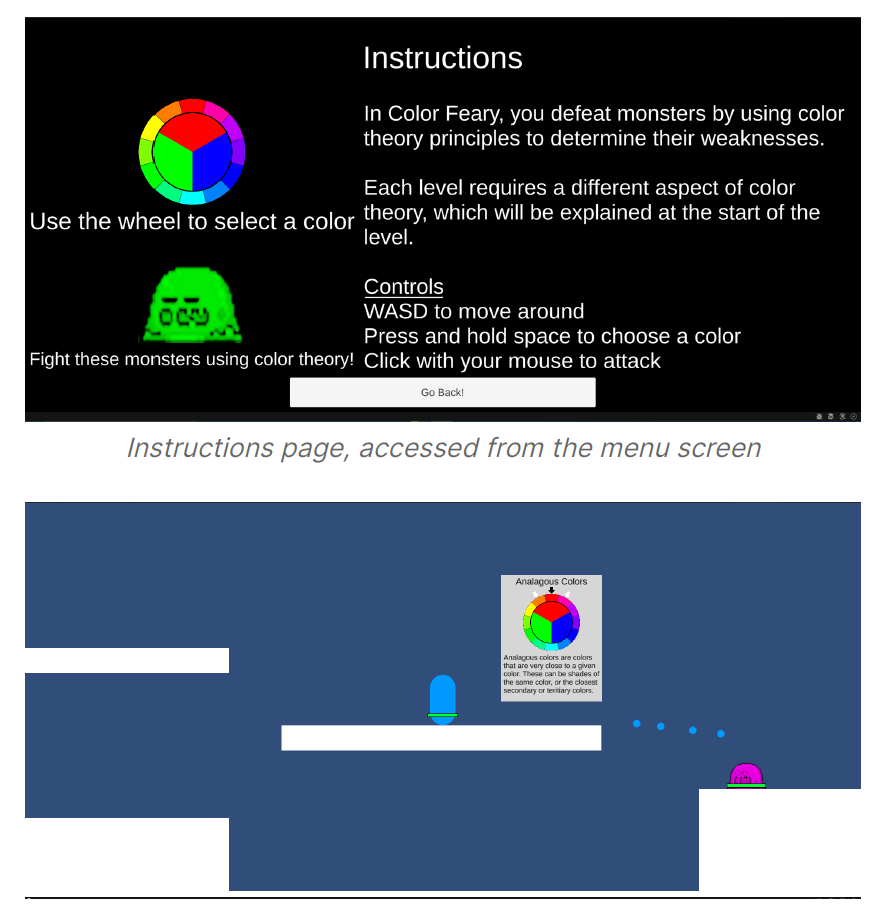 Instructions
In Color Feary, you defeat monsters by using color
theory principles to determine their weaknesses.
Each level requires a different aspect of color
theory, which will be explained at the start of the
level.
Use the wheel to select a color
Controls
WASD to move around
Press and hold space to choose a color
Click with your mouse to attack
Fight these monsters using color theory!
Go Back!
Instructions page, accessed from the menu screen
Analagous Colors
Analagous colors are colors
that are very close to a given
color. These can be shades of
the same color, or the closest
secondary or teritiary colors.